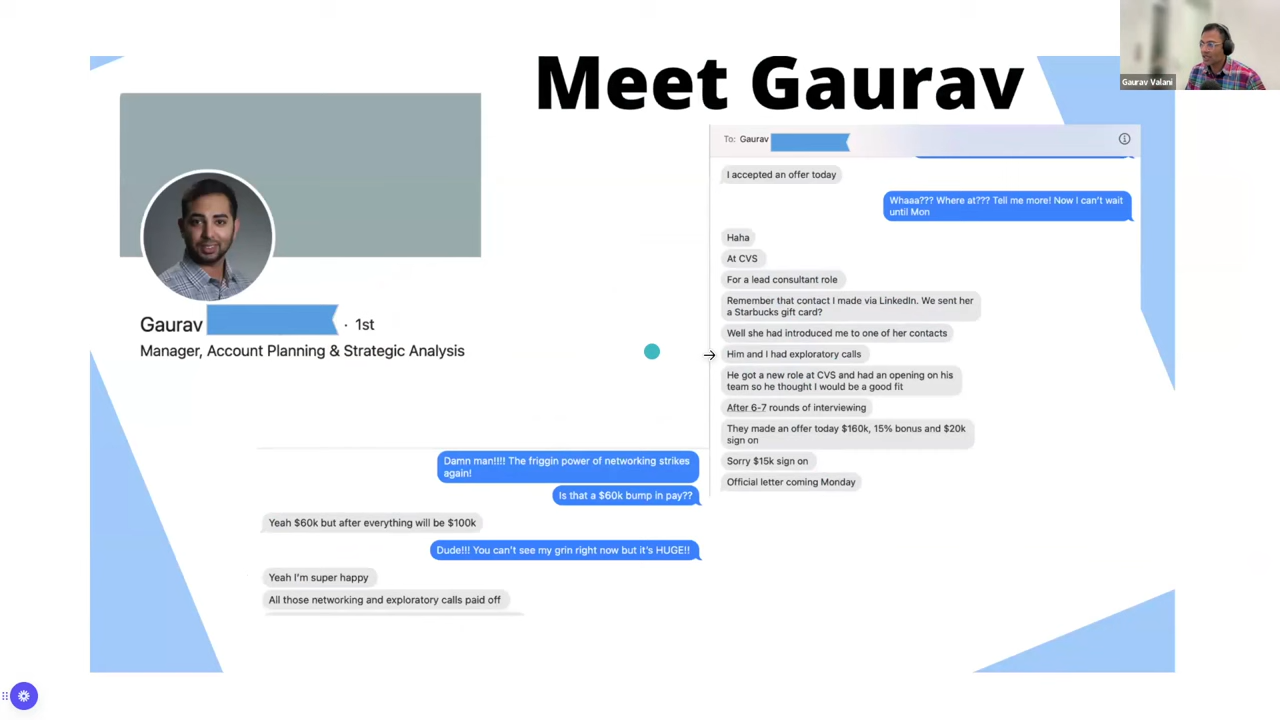 Meet Gaurav
Gaurav Valani
To: Gaurav
I accepted an offer today
Whaaa??? Where at??? Tell me more! Now I can't wait
until Mon
Haha
At CVS
For a lead consultant role
Remember that contact I made via LinkedIn. We sent her
a Starbucks gift card?
Well she had introduced me to one of her contacts
Him and I had exploratory calls
He got a new role at CVS and had an opening on his
team so he thought I would be a good fit
After 6-7 rounds of interviewing
They made an offer today $160k, 15% bonus and $20k
sign on
Sorry $15k sign on
Official letter coming Monday
Gaurav · 1st
Manager, Account Planning & Strategic Analysis
Damn man!!!! The friggin power of networking strikes
again!
Is that a $60k bump in pay??
Yeah $60k but after everything will be $100k
Dude!!! You can't see my grin right now but it's HUGE!!
Yeah I'm super happy
All those networking and exploratory calls paid off